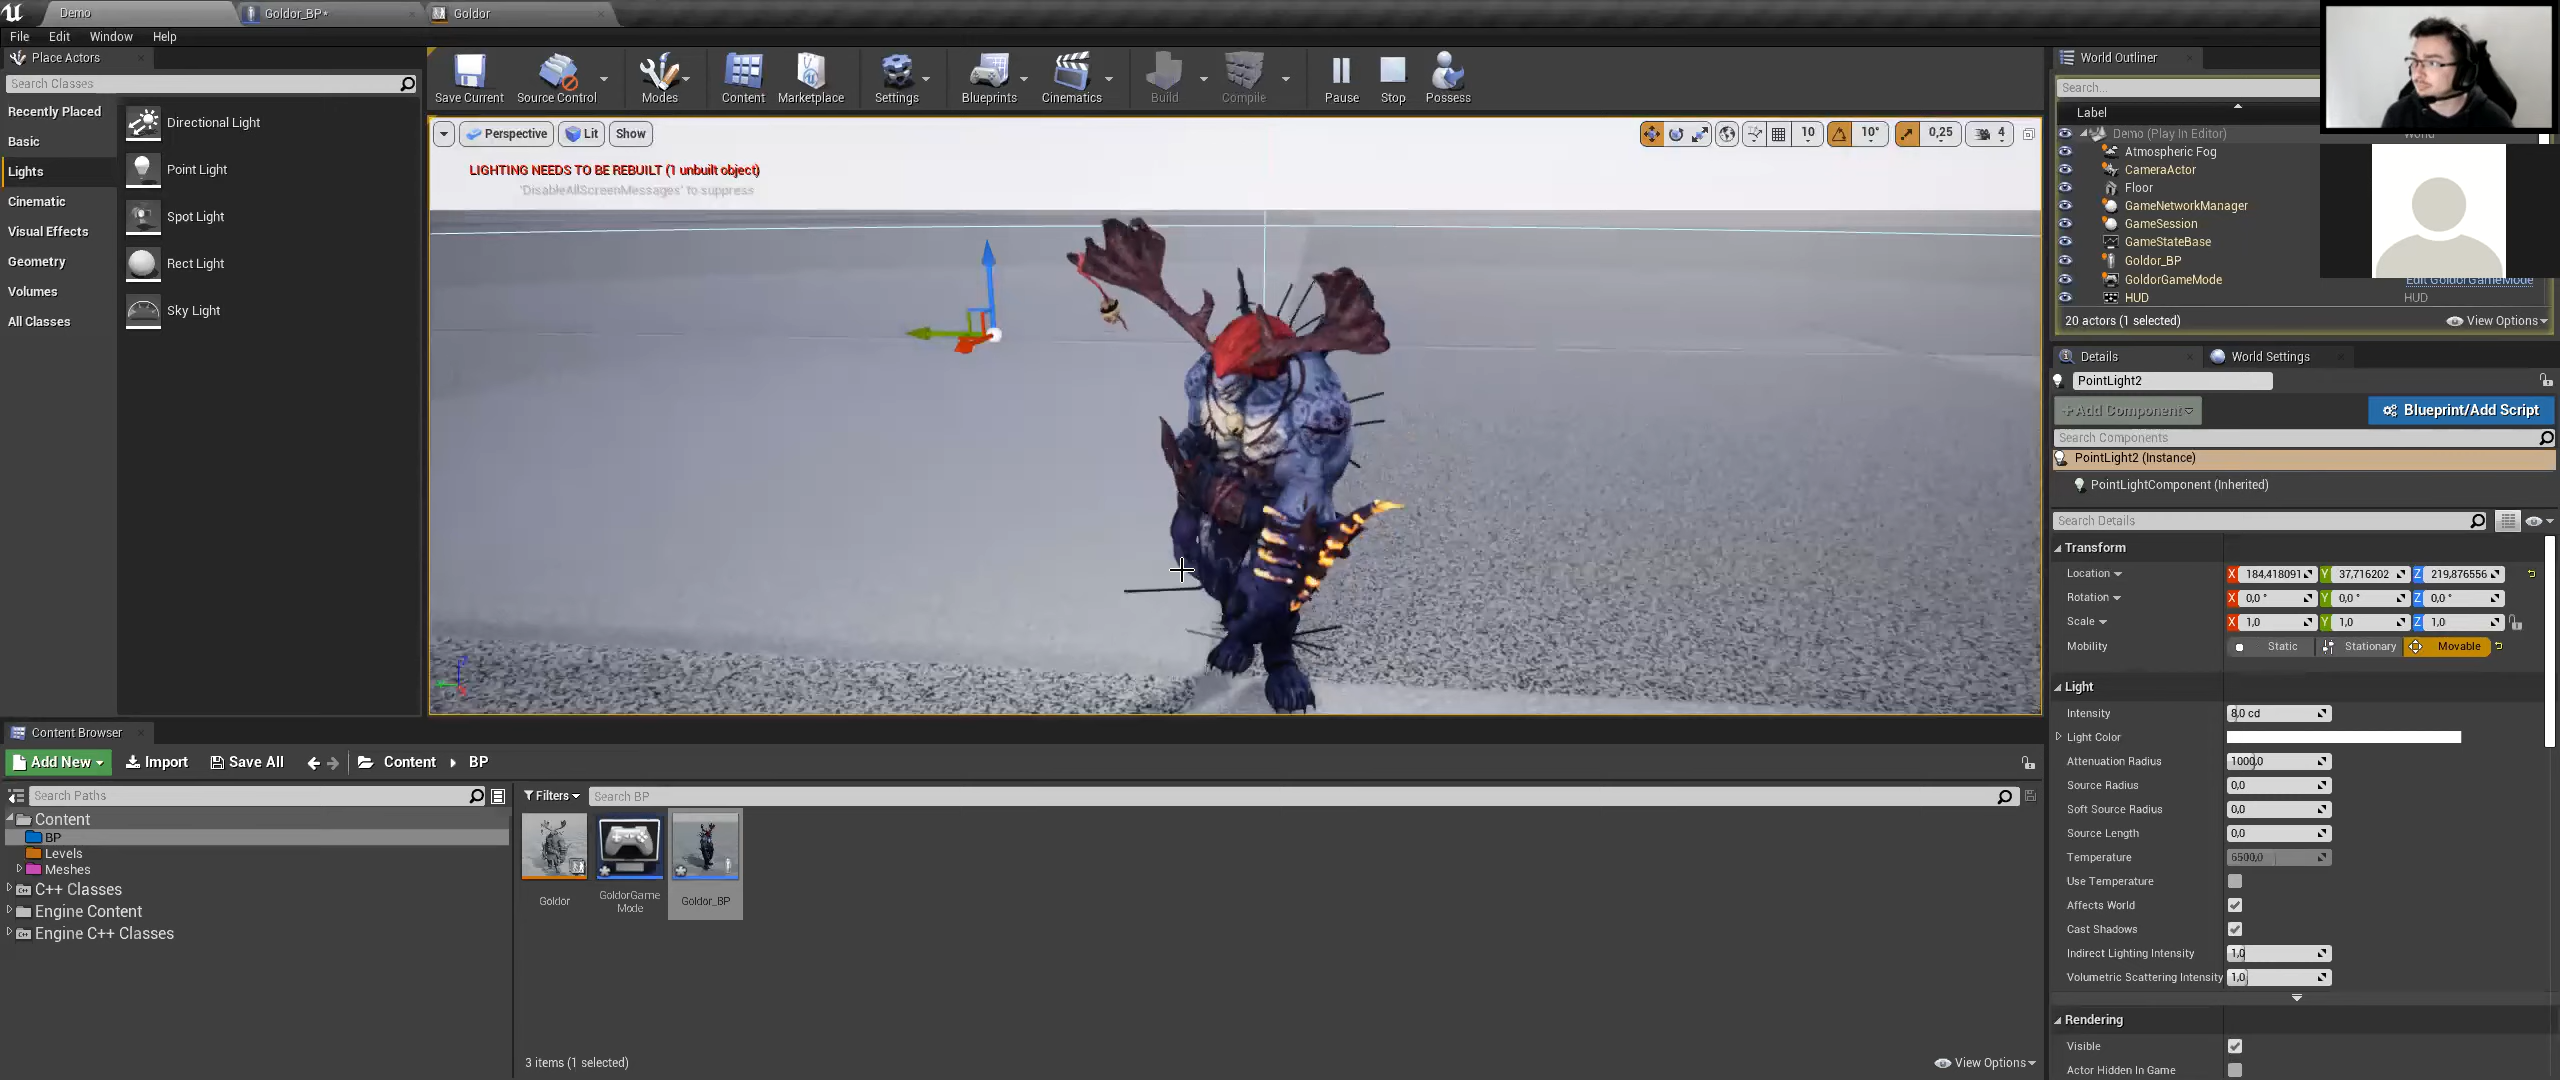 Demo
Goldor_BP*
Goldor
File Edit Window Help
Place Actors
Search Classes
Recently Placed
Basic
Lights
Cinematic
Visual Effects
Geometry
Volumes
All Classes
Directional Light
Point Light
Spot Light
Rect Light
Sky Light
Save Current
Source Control
Modes
Content
Marketplace
Settings
Blueprints
Cinematics
Build
Compile
Pause
Stop
Possess
Perspective
Lit
Show
10
10°
0,25
4
LIGHTING NEEDS TO BE REBUILT (1 unbuilt object)
'DisableAllScreenMessages' to suppress
World Outliner
Search...
Label
Demo (Play In Editor)
World
Atmospheric Fog
CameraActor
Floor
GameNetworkManager
GameSession
GameStateBase
Goldor_BP
GoldorGameMode
Edit GoldorGameMode
HUD
HUD
20 actors (1 selected)
View Options
Details
World Settings
PointLight2
+ Add Component
Blueprint/Add Script
Search Components
PointLight2 (Instance)
PointLightComponent (Inherited)
Search Details
Transform
Location X 184,418091 Y 37,716202 Z 219,876556
Rotation X 0,0 ° Y 0,0 ° Z 0,0 °
Scale X 1,0 Y 1,0 Z 1,0
Mobility Static Stationary Movable
Light
Intensity 8,0 cd
Light Color
Attenuation Radius 1000,0
Source Radius 0,0
Soft Source Radius 0,0
Source Length 0,0
Temperature 6500,0
Use Temperature
Affects World
Cast Shadows
Indirect Lighting Intensity 1,0
Volumetric Scattering Intensity 1,0
Rendering
Visible
Actor Hidden In Game
Content Browser
Add New
Import
Save All
Content
BP
Search Paths
Filters
Search BP
Content
BP
Levels
Meshes
C++ Classes
Engine Content
Engine C++ Classes
Goldor
GoldorGame
Mode
Goldor_BP
3 items (1 selected)
View Options